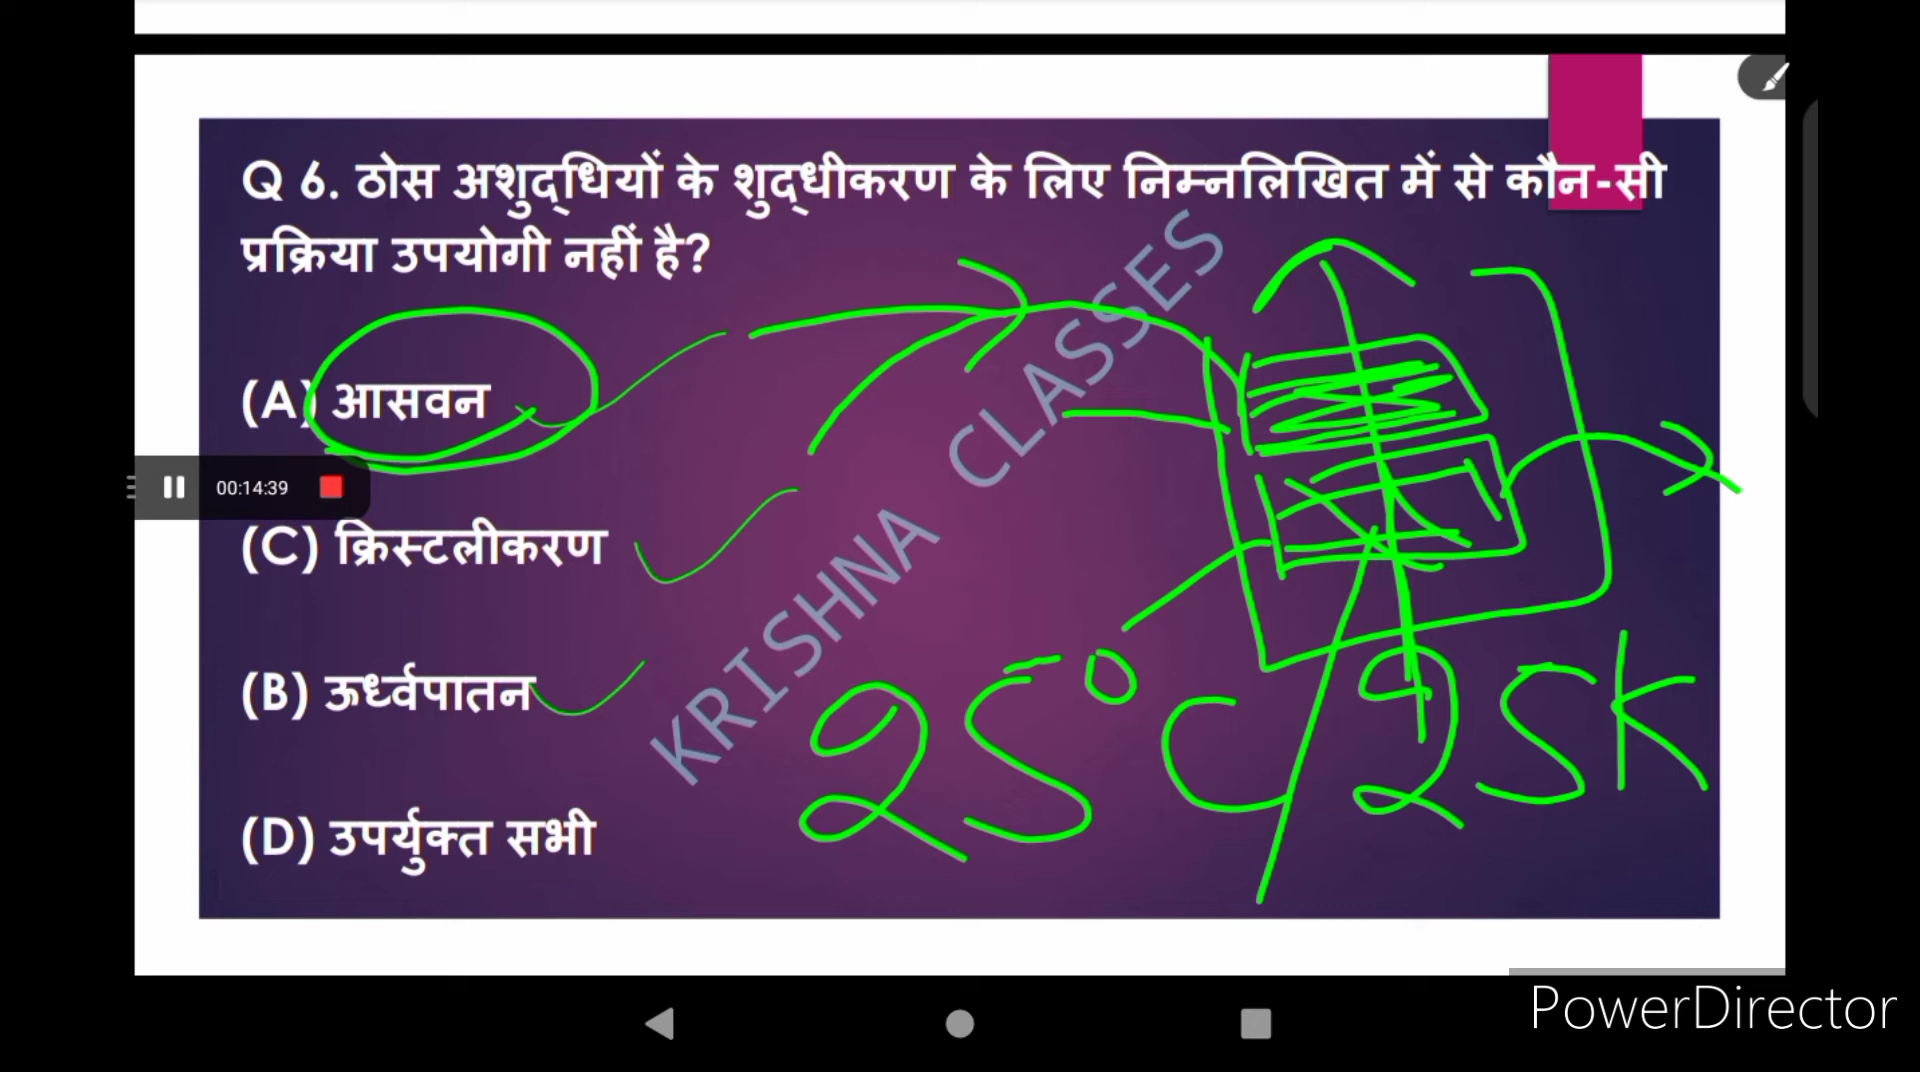 Q 6. ठोस अशुद्धियों के शुद्धीकरण के लिए निम्नलिखित में से कौन-सी
प्रक्रिया उपयोगी नहीं है?
(A) आसवन
00:14:39
(C) क्रिस्टलीकरण
(B) ऊर्ध्वपातन
(D) उपर्युक्त सभी
KRISHNA CLASSES
25°C/25K
PowerDirector